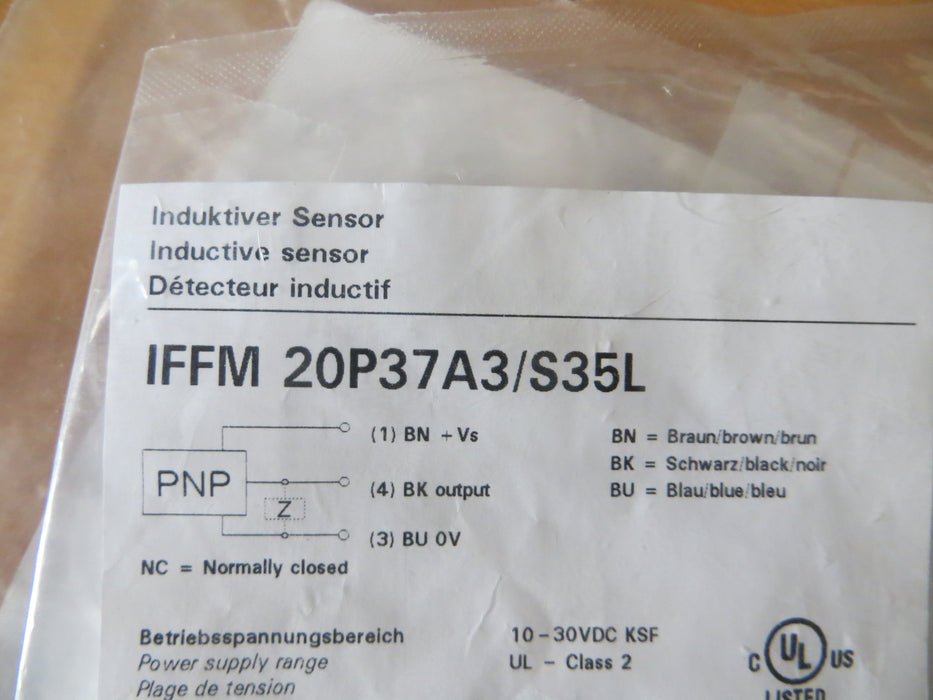 Induktiver Sensor
Inductive sensor
Détecteur inductif
IFFM 20P37A3/S35L
(1) BN +Vs
BN = Braun/brown/brun
PNP
(4) BK output
BK = Schwarz/black/noir
Z
BU = Blau/blue/bleu
(3) BU 0V
NC = Normally closed
Betriebsspannungsbereich
10-30VDC KSF
Power supply range
UL - Class 2
Plage de tension
C UL US
LISTED